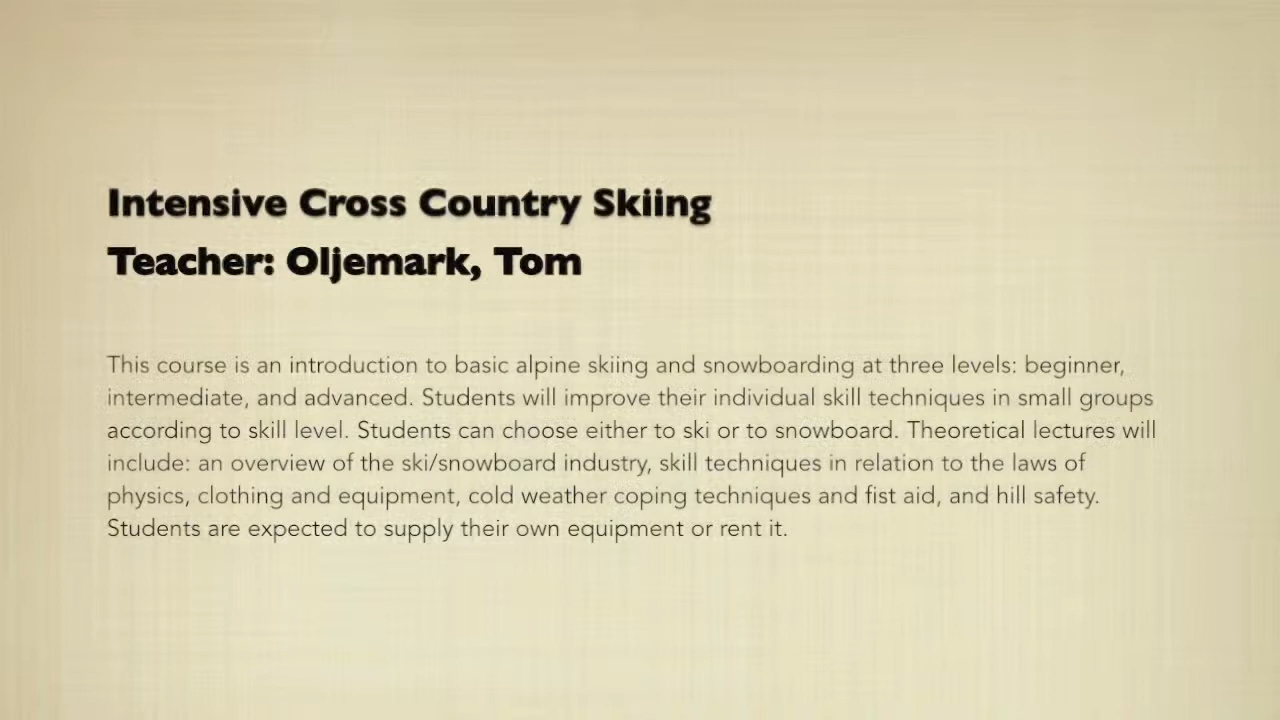 Intensive Cross Country Skiing
Teacher: Oljemark, Tom
This course is an introduction to basic alpine skiing and snowboarding at three levels: beginner,
intermediate, and advanced. Students will improve their individual skill techniques in small groups
according to skill level. Students can choose either to ski or to snowboard. Theoretical lectures will
include: an overview of the ski/snowboard industry, skill techniques in relation to the laws of
physics, clothing and equipment, cold weather coping techniques and fist aid, and hill safety.
Students are expected to supply their own equipment or rent it.